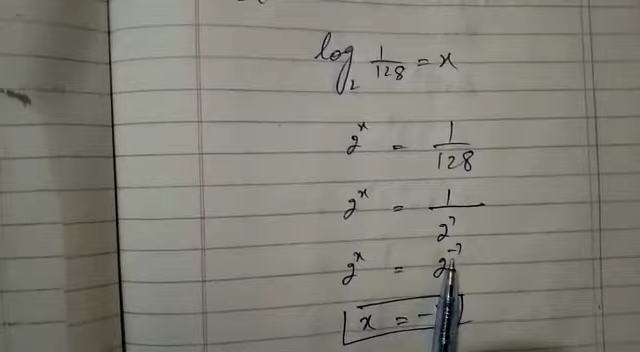 log₂ 1/128 = x
2ˣ = 1/128
2ˣ = 1/2⁷
2ˣ = 2⁻⁷
x = -